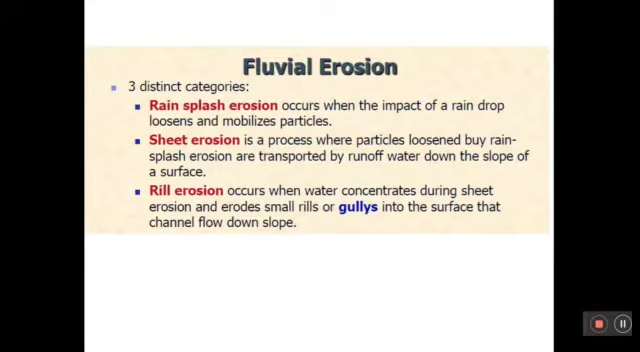 Fluvial Erosion
3 distinct categories:
Rain splash erosion occurs when the impact of a rain drop
loosens and mobilizes particles.
Sheet erosion is a process where particles loosened buy rain-
splash erosion are transported by runoff water down the slope of
a surface.
Rill erosion occurs when water concentrates during sheet
erosion and erodes small rills or gullys into the surface that
channel flow down slope.